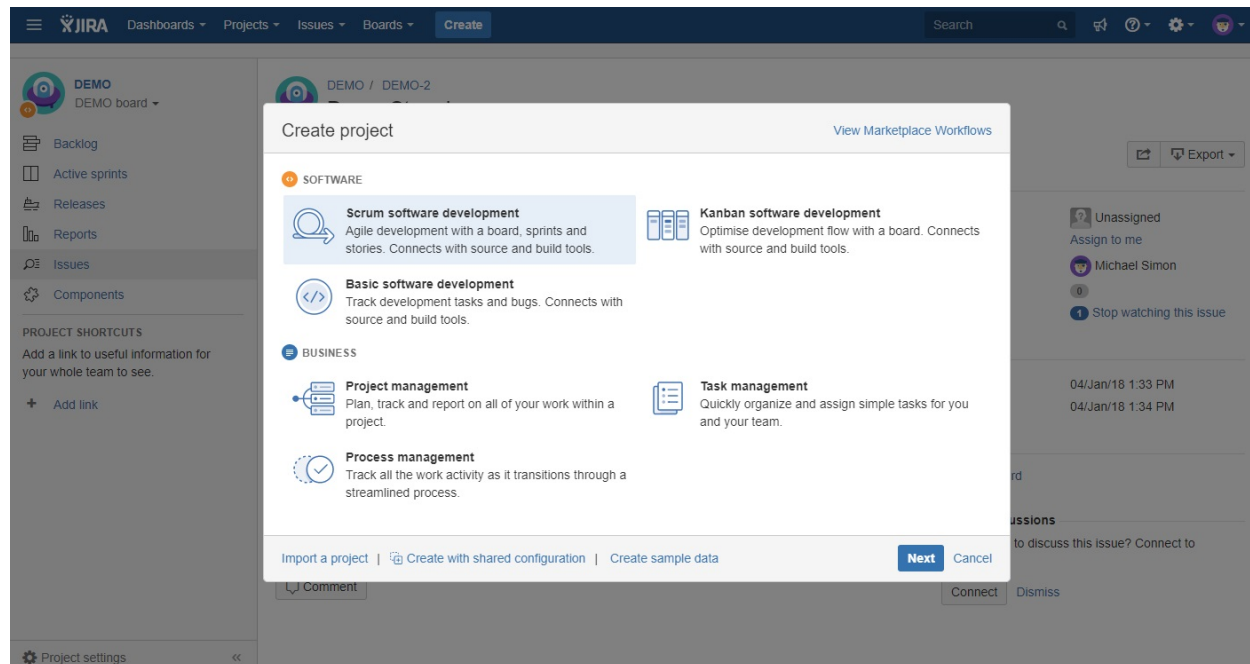 JIRA Dashboards Projects Issues Boards Create Search
DEMO
DEMO board
DEMO / DEMO-2
Create project View Marketplace Workflows
Backlog
Active sprints
Releases
Reports
Issues
Components
PROJECT SHORTCUTS
Add a link to useful information for
your whole team to see.
+ Add link
Project settings
SOFTWARE
Scrum software development
Agile development with a board, sprints and
stories. Connects with source and build tools.
Kanban software development
Optimise development flow with a board. Connects
with source and build tools.
Basic software development
Track development tasks and bugs. Connects with
source and build tools.
BUSINESS
Project management
Plan, track and report on all of your work within a
project.
Task management
Quickly organize and assign simple tasks for you
and your team.
Process management
Track all the work activity as it transitions through a
streamlined process.
Import a project | Create with shared configuration | Create sample data
Next Cancel
Comment
Export
Unassigned
Assign to me
Michael Simon
0
1 Stop watching this issue
04/Jan/18 1:33 PM
04/Jan/18 1:34 PM
rd
ussions
to discuss this issue? Connect to
Connect Dismiss